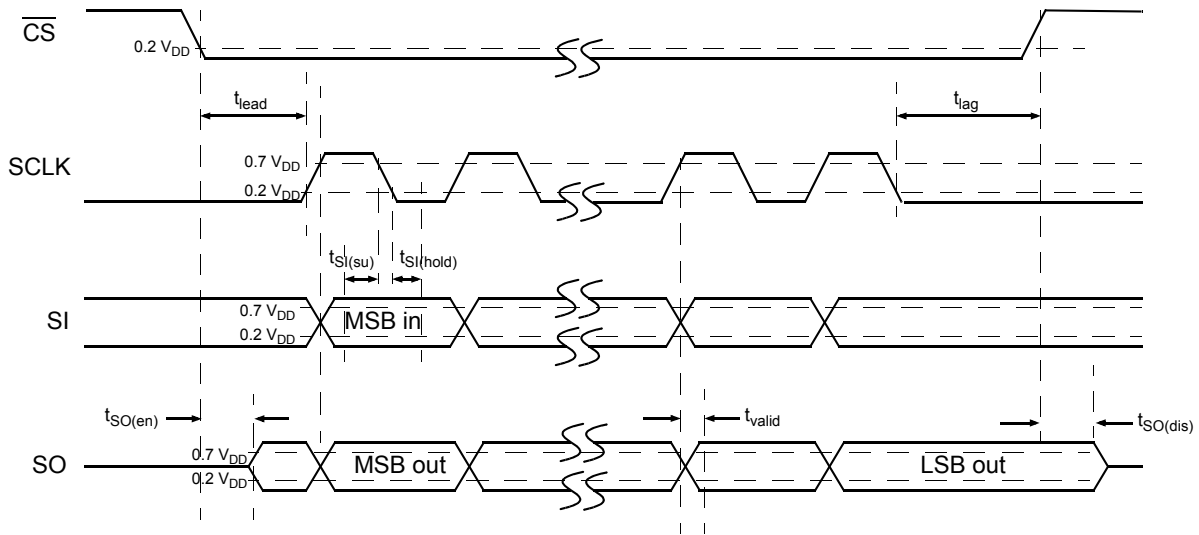 CS
0.2 VDD
tlead
tlag
SCLK
0.7 VDD
0.2 VDD
tSI(su)
tSI(hold)
SI
0.7 VDD
MSB in
0.2 VDD
tSO(en)
tvalid
tSO(dis)
SO
0.7 VDD
MSB out
LSB out
0.2 VDD